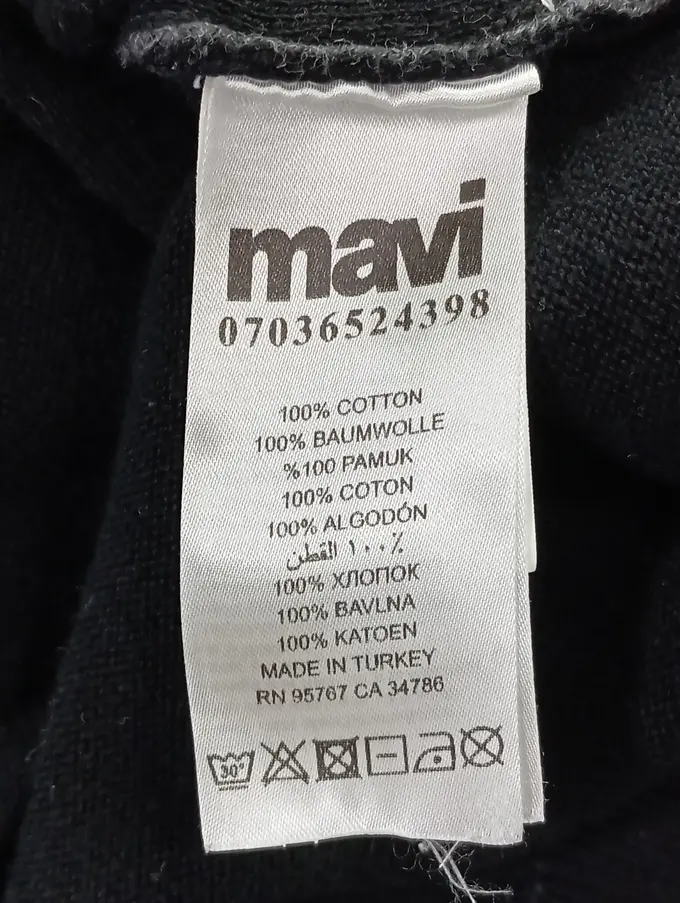 mavi
07036524398
100% COTTON
100% BAUMWOLLE
%100 PAMUK
100% COTON
100% ALGODÓN
١٠٠٪ القطن
100% ХЛОПОК
100% BAVLNA
100% KATOEN
MADE IN TURKEY
RN 95767 CA 34786
30°